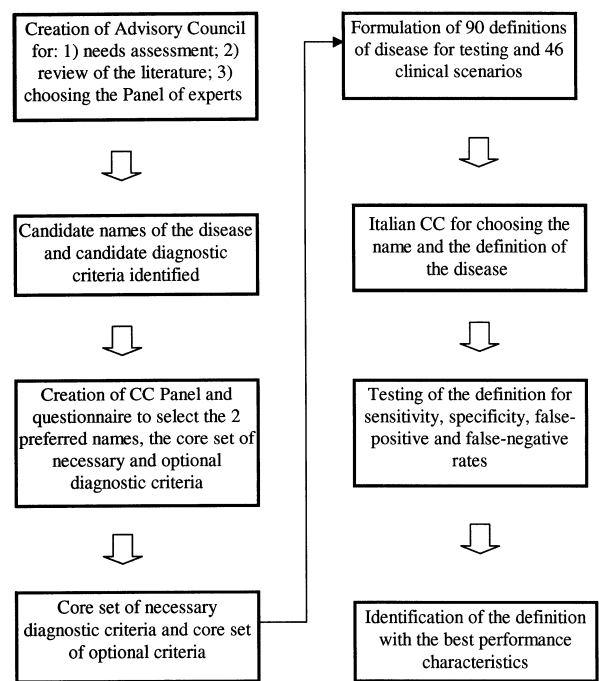 Creation of Advisory Council
for: 1) needs assessment; 2)
review of the literature; 3)
choosing the Panel of experts
Candidate names of the disease
and candidate diagnostic
criteria identified
Creation of CC Panel and
questionnaire to select the 2
preferred names, the core set of
necessary and optional
diagnostic criteria
Core set of necessary
diagnostic criteria and core set
of optional criteria
Formulation of 90 definitions
of disease for testing and 46
clinical scenarios
Italian CC for choosing the
name and the definition of
the disease
Testing of the definition for
sensitivity, specificity, false-
positive and false-negative
rates
Identification of the definition
with the best performance
characteristics